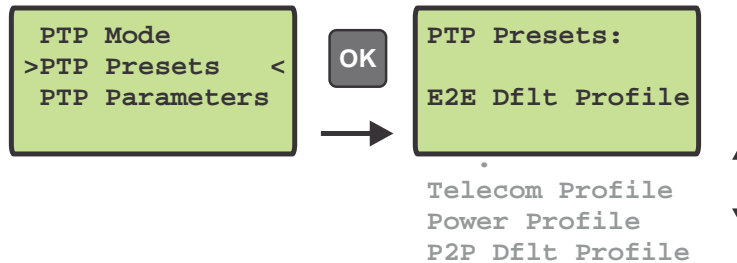 PTP Mode
>PTP Presets <
PTP Parameters
OK
PTP Presets:
E2E Dflt Profile
.
Telecom Profile
Power Profile
P2P Dflt Profile